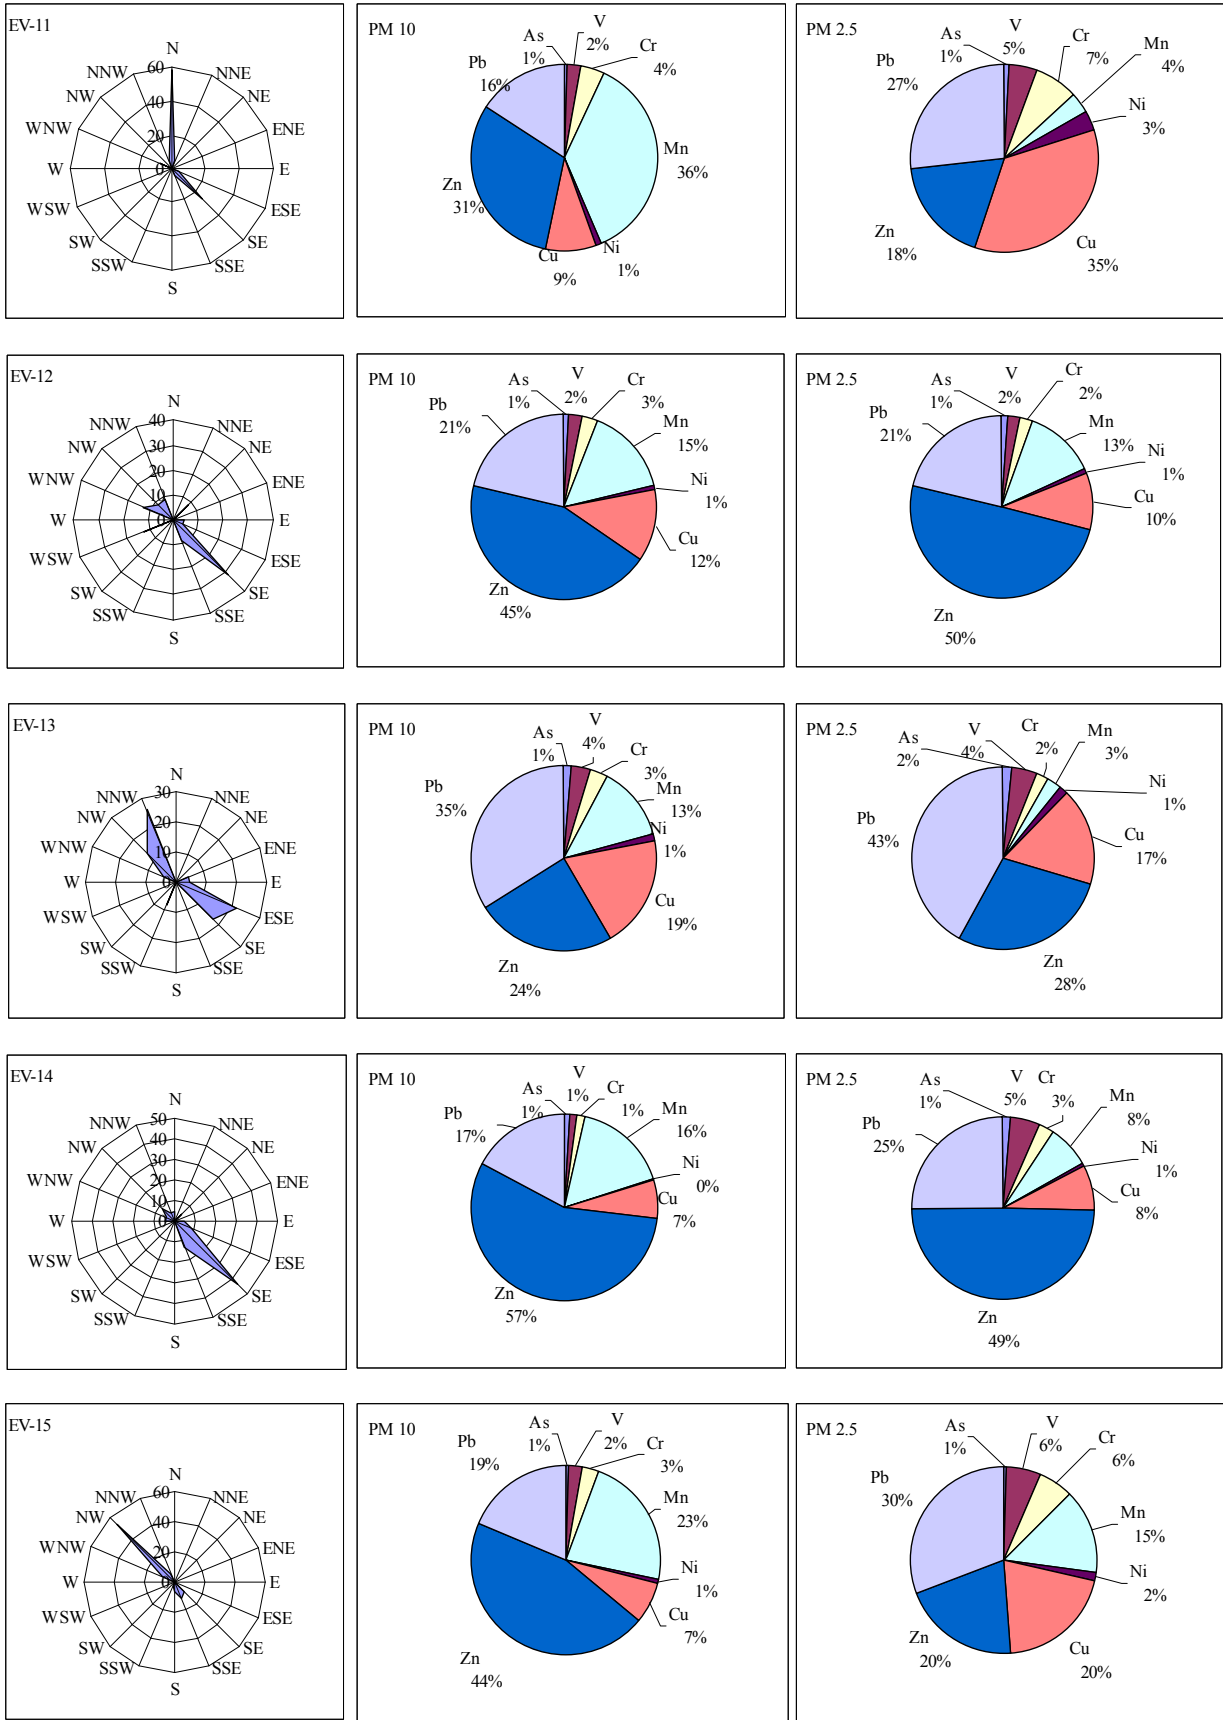 EV-11
N
NNW
NNE
NW
NE
WNW
ENE
W
E
WSW
ESE
SW
SE
SSW
SSE
S
60
40
20
0
PM 10
As
1%
V
2%
Cr
4%
Mn
36%
Ni
1%
Cu
9%
Zn
31%
Pb
16%
PM 2.5
As
1%
V
5%
Cr
7%
Mn
4%
Ni
3%
Cu
35%
Zn
18%
Pb
27%
EV-12
N
NNW
NNE
NW
NE
WNW
ENE
W
E
WSW
ESE
SW
SE
SSW
SSE
S
40
30
20
10
0
PM 10
As
1%
V
2%
Cr
3%
Mn
15%
Ni
1%
Cu
12%
Zn
45%
Pb
21%
PM 2.5
As
1%
V
2%
Cr
2%
Mn
13%
Ni
1%
Cu
10%
Zn
50%
Pb
21%
EV-13
N
NNW
NNE
NW
NE
WNW
ENE
W
E
WSW
ESE
SW
SE
SSW
SSE
S
30
20
10
0
PM 10
As
1%
V
4%
Cr
3%
Mn
13%
Ni
1%
Cu
19%
Zn
24%
Pb
35%
PM 2.5
As
2%
V
4%
Cr
2%
Mn
3%
Ni
1%
Cu
17%
Zn
28%
Pb
43%
EV-14
N
NNW
NNE
NW
NE
WNW
ENE
W
E
WSW
ESE
SW
SE
SSW
SSE
S
50
40
30
20
10
0
PM 10
As
1%
V
1%
Cr
1%
Mn
16%
Ni
0%
Cu
7%
Zn
57%
Pb
17%
PM 2.5
As
1%
V
5%
Cr
3%
Mn
8%
Ni
1%
Cu
8%
Zn
49%
Pb
25%
EV-15
N
NNW
NNE
NW
NE
WNW
ENE
W
E
WSW
ESE
SW
SE
SSW
SSE
S
60
40
20
0
PM 10
As
1%
V
2%
Cr
3%
Mn
23%
Ni
1%
Cu
7%
Zn
44%
Pb
19%
PM 2.5
As
1%
V
6%
Cr
6%
Mn
15%
Ni
2%
Cu
20%
Zn
20%
Pb
30%